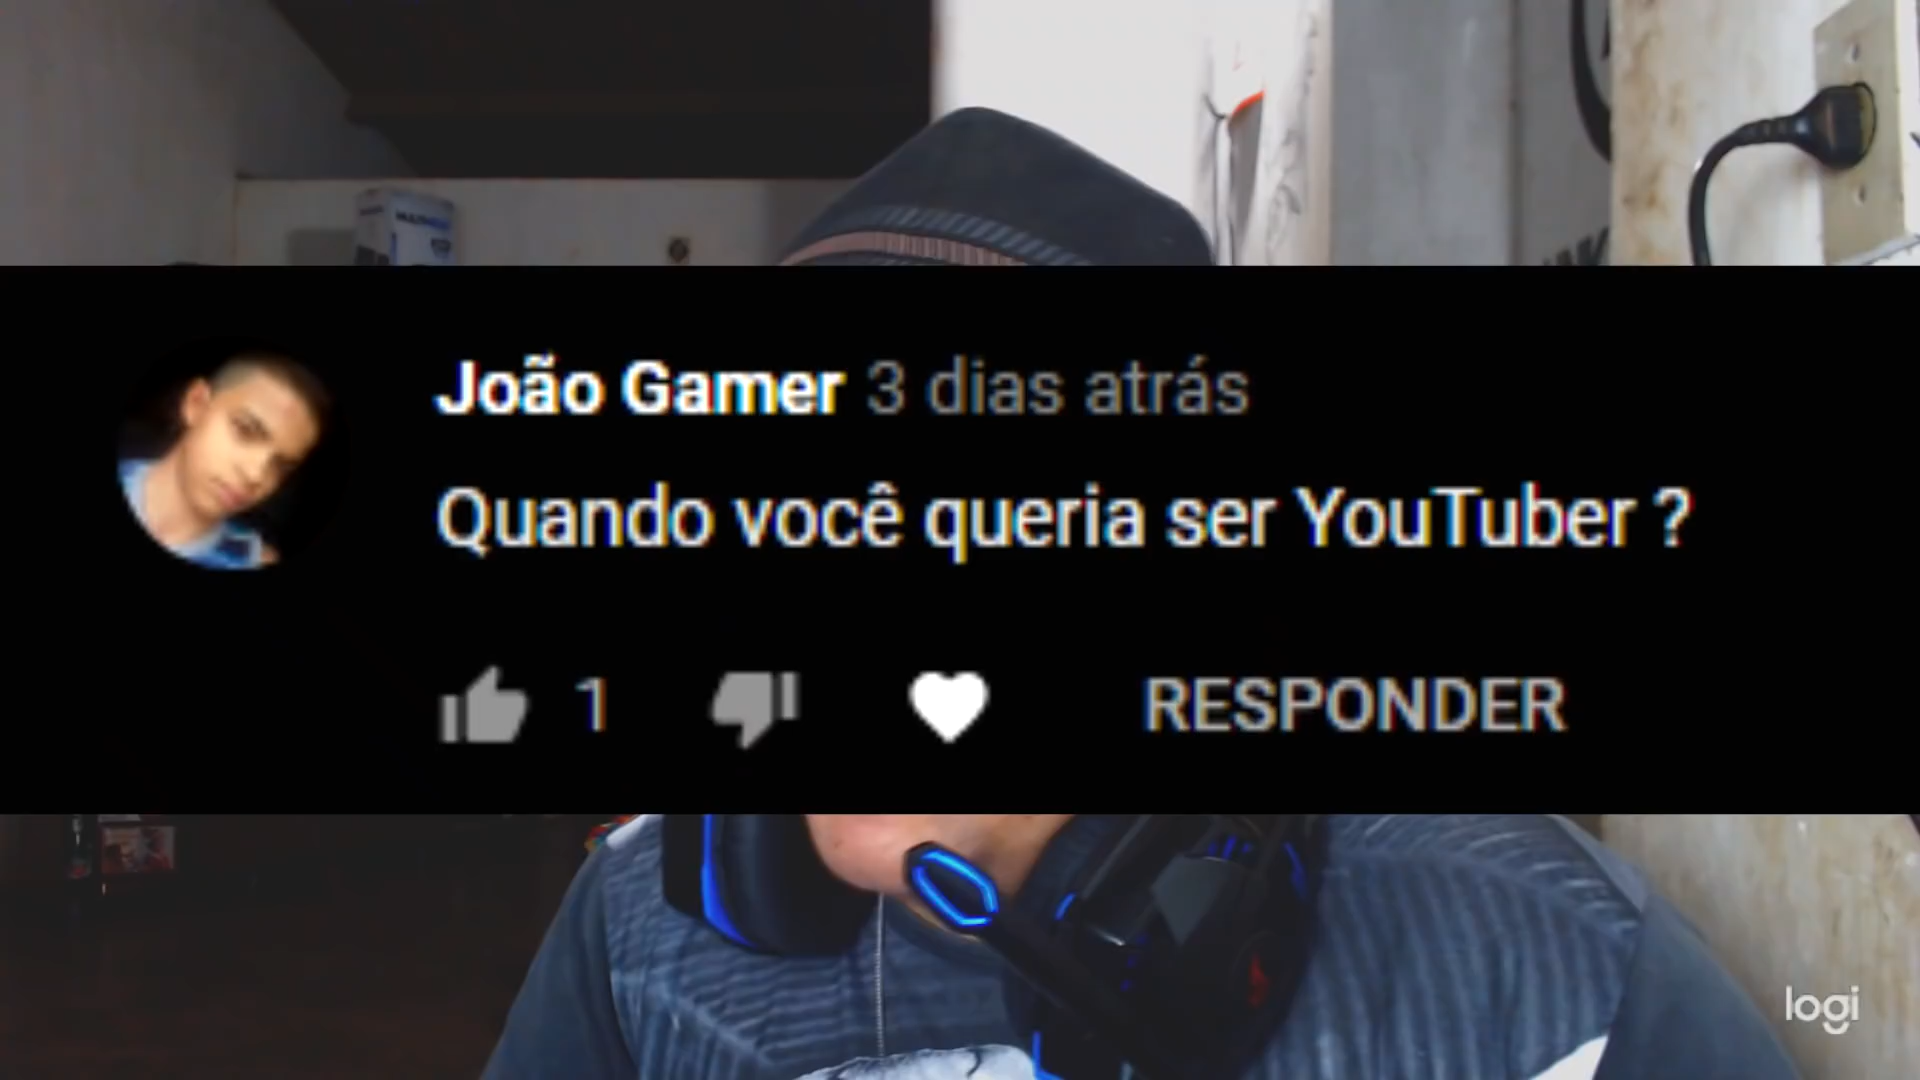 João Gamer 3 dias atrás
Quando você queria ser YouTuber ?
1 RESPONDER
logi